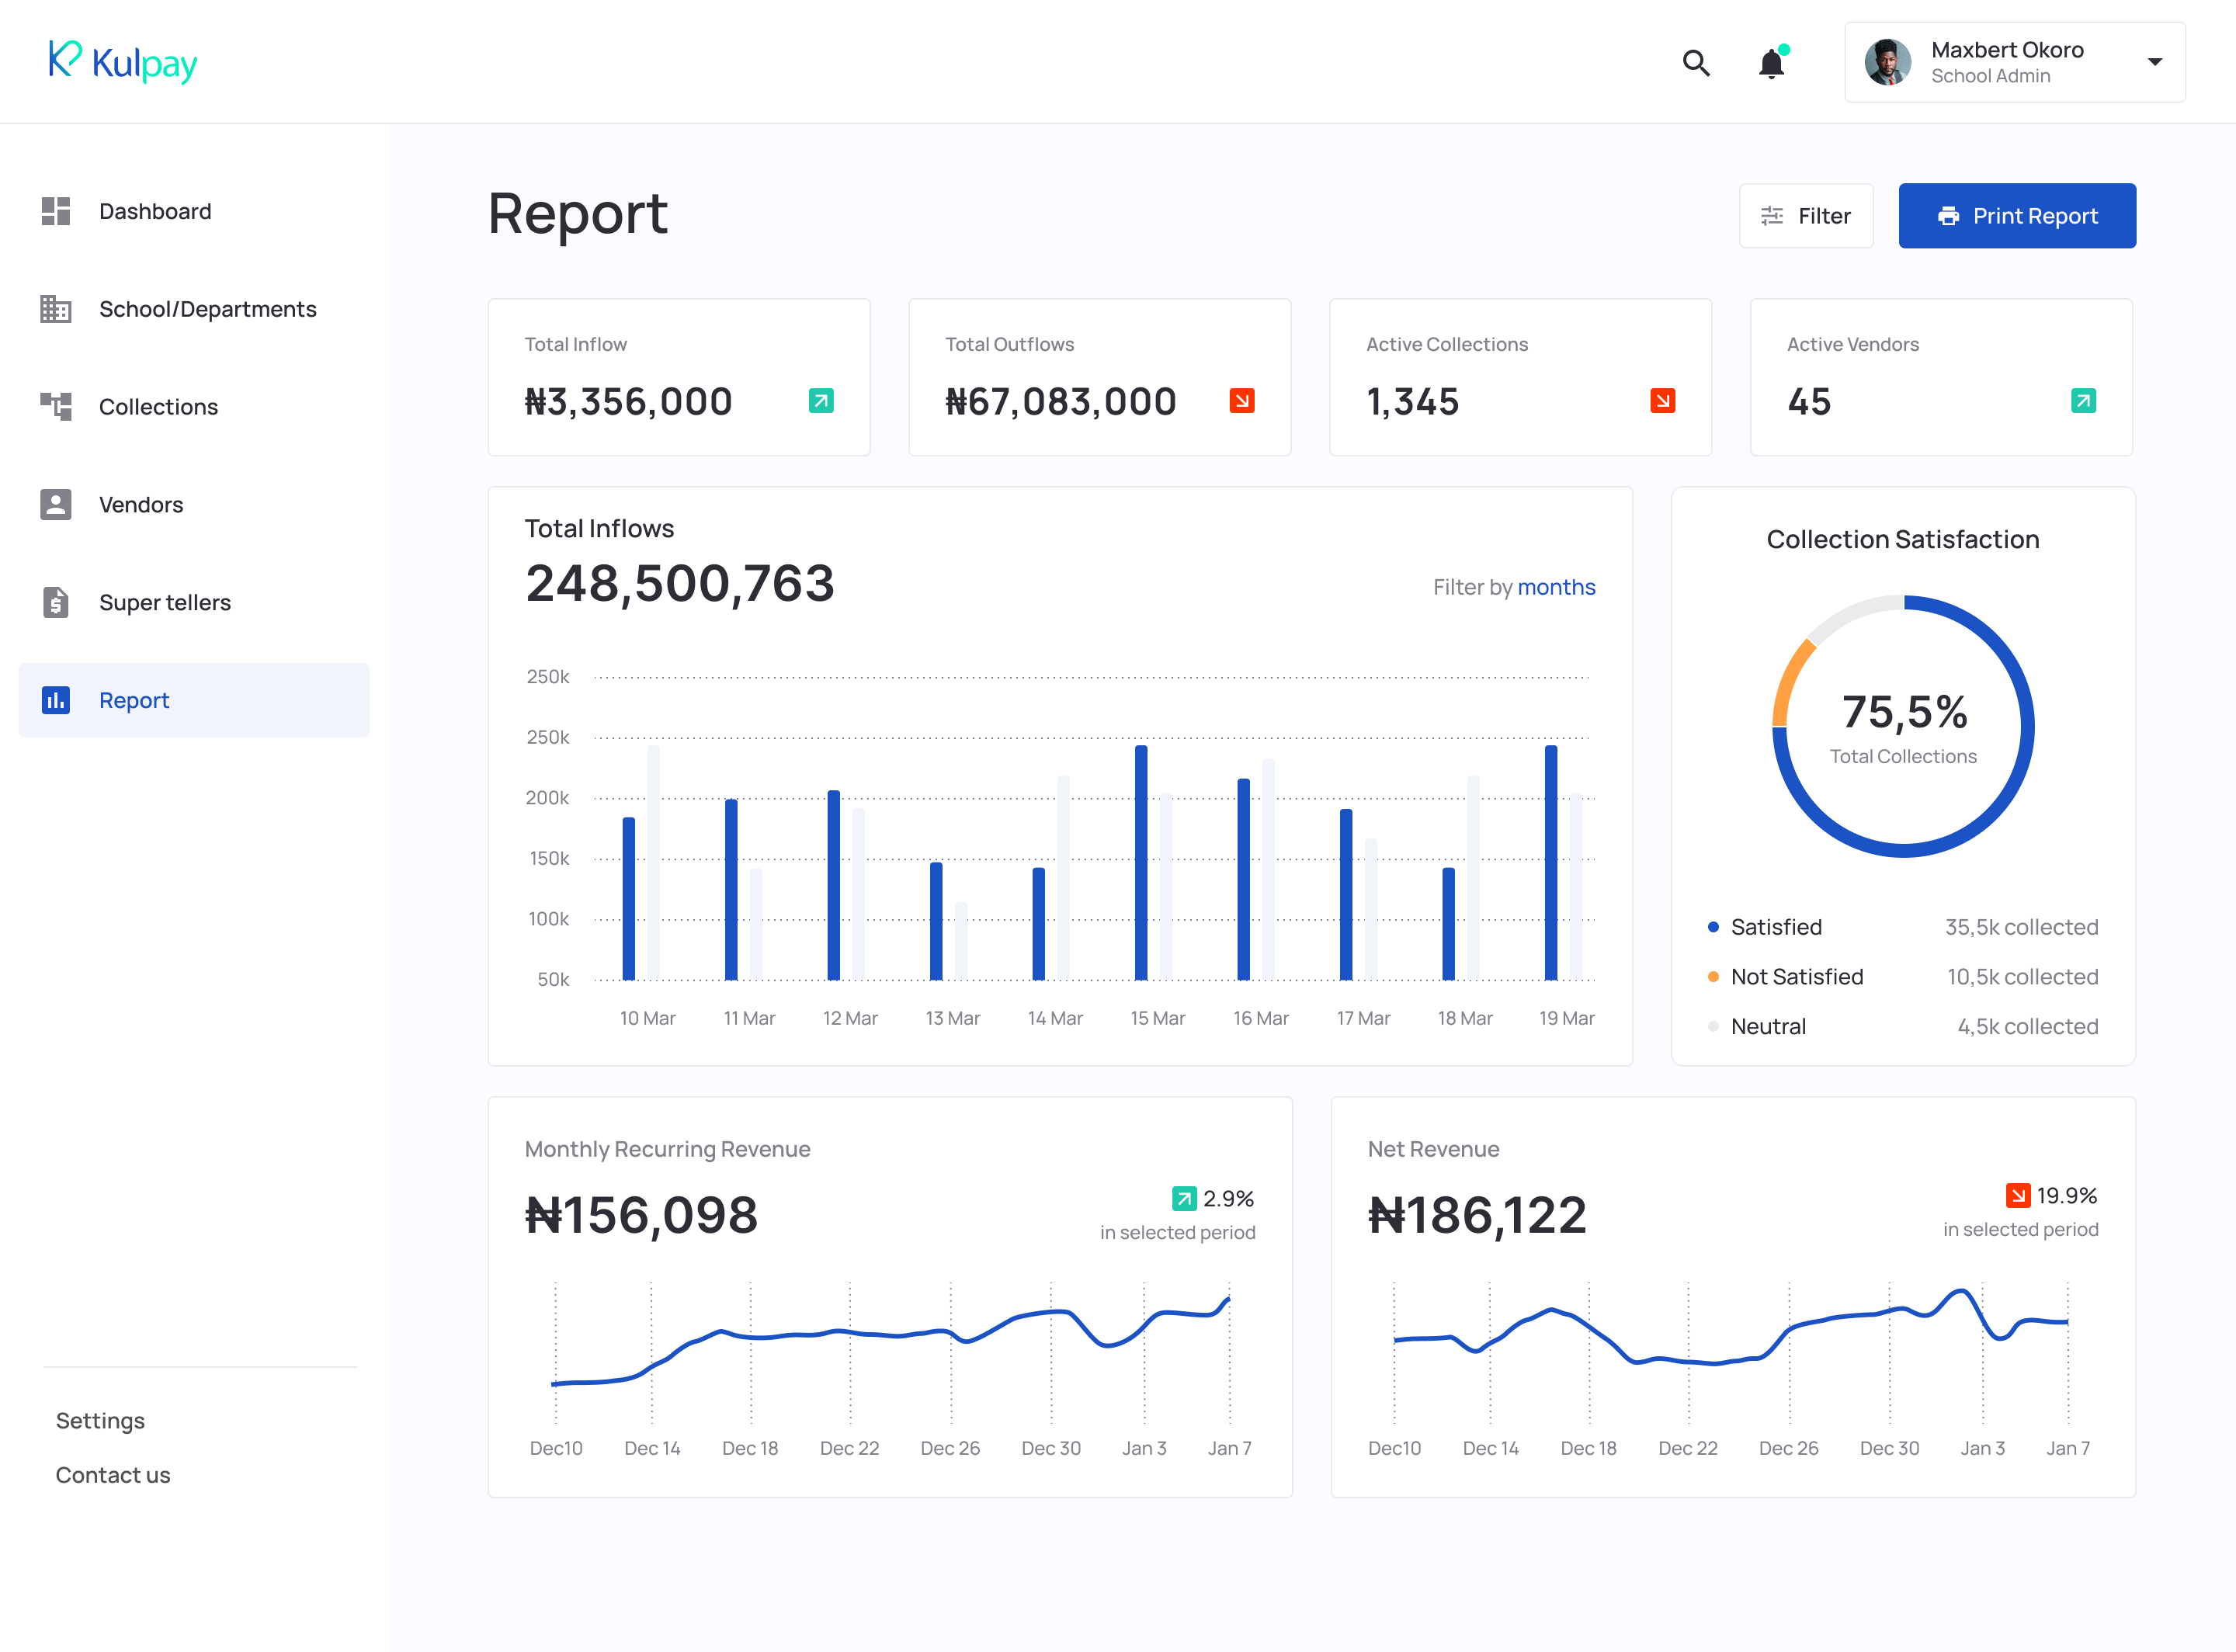 Kulpay
Maxbert Okoro
School Admin
Dashboard
School/Departments
Collections
Vendors
Super tellers
Report
Settings
Contact us
Report
Filter
Print Report
Total Inflow
₦3,356,000
Total Outflows
₦67,083,000
Active Collections
1,345
Active Vendors
45
Total Inflows
248,500,763
Filter by months
250k
250k
200k
150k
100k
50k
10 Mar 11 Mar 12 Mar 13 Mar 14 Mar 15 Mar 16 Mar 17 Mar 18 Mar 19 Mar
Collection Satisfaction
75,5%
Total Collections
Satisfied 35,5k collected
Not Satisfied 10,5k collected
Neutral 4,5k collected
Monthly Recurring Revenue
₦156,098
2.9%
in selected period
Dec10 Dec 14 Dec 18 Dec 22 Dec 26 Dec 30 Jan 3 Jan 7
Net Revenue
₦186,122
19.9%
in selected period
Dec10 Dec 14 Dec 18 Dec 22 Dec 26 Dec 30 Jan 3 Jan 7